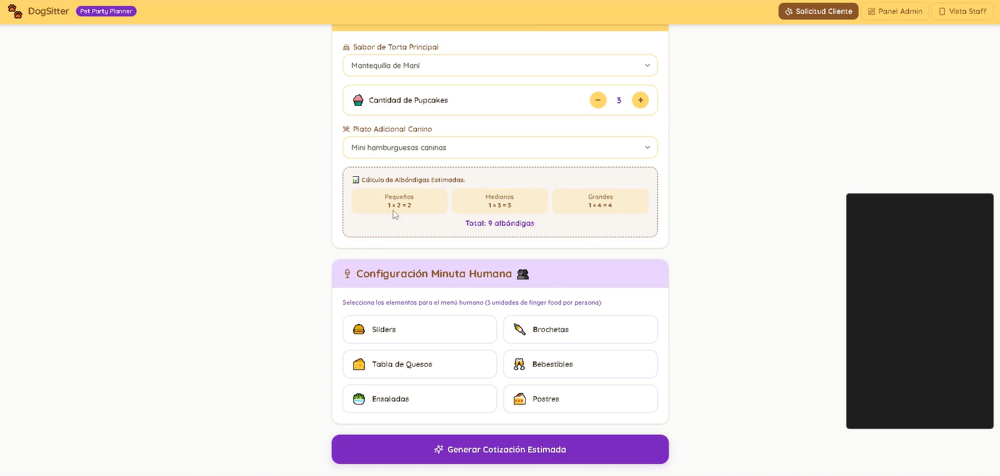 DogSitter
Pet Party Planner
Solicitud Cliente
Panel Admin
Vista Staff
Sabor de Torta Principal
Mantequilla de Maní
Cantidad de Pupcakes
3
Plato Adicional Canino
Mini hamburguesas caninas
Cálculo de Albóndigas Estimadas:
Pequeños
1 × 2 = 2
Medianos
1 × 3 = 3
Grandes
1 × 4 = 4
Total: 9 albóndigas
Configuración Minuta Humana
Selecciona los elementos para el menú humano (3 unidades de finger food por persona)
Sliders
Brochetas
Tabla de Quesos
Bebestibles
Ensaladas
Postres
Generar Cotización Estimada